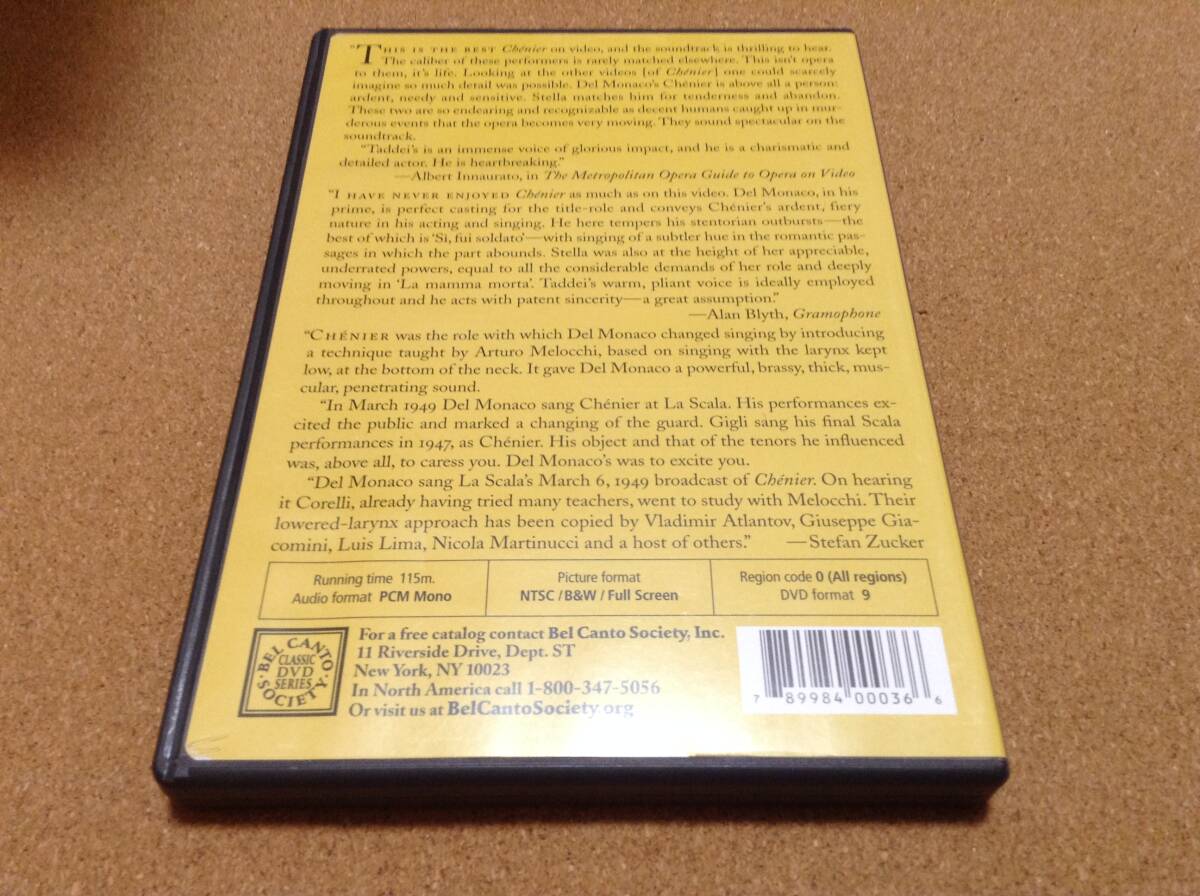 "THIS IS THE BEST Chénier on video, and the soundtrack is thrilling to hear.
The caliber of these performers is rarely matched elsewhere. This isn't opera
to them, it's life. Looking at the other videos [of Chénier] one could scarcely
imagine so much detail was possible. Del Monaco's Chénier is above all a person:
ardent, needy and sensitive. Stella matches him for tenderness and abandon.
These two are so endearing and recognizable as decent humans caught up in mur-
derous events that the opera becomes very moving. They sound spectacular on the
soundtrack.
"Taddei's is an immense voice of glorious impact, and he is a charismatic and
detailed actor. He is heartbreaking."
—Albert Innaurato, in The Metropolitan Opera Guide to Opera on Video
"I HAVE NEVER ENJOYED Chénier as much as on this video. Del Monaco, in his
prime, is perfect casting for the title-role and conveys Chénier's ardent, fiery
nature in his acting and singing. He here tempers his stentorian outbursts—the
best of which is 'Sì, fui soldato'—with singing of a subtler hue in the romantic pas-
sages in which the part abounds. Stella was also at the height of her appreciable,
underrated powers, equal to all the considerable demands of her role and deeply
moving in 'La mamma morta'. Taddei's warm, pliant voice is ideally employed
throughout and he acts with patent sincerity—a great assumption."
—Alan Blyth, Gramophone
"CHÉNIER was the role with which Del Monaco changed singing by introducing
a technique taught by Arturo Melocchi, based on singing with the larynx kept
low, at the bottom of the neck. It gave Del Monaco a powerful, brassy, thick, mus-
cular, penetrating sound.
"In March 1949 Del Monaco sang Chénier at La Scala. His performances ex-
cited the public and marked a changing of the guard. Gigli sang his final Scala
performances in 1947, as Chénier. His object and that of the tenors he influenced
was, above all, to caress you. Del Monaco's was to excite you.
"Del Monaco sang La Scala's March 6, 1949 broadcast of Chénier. On hearing
it Corelli, already having tried many teachers, went to study with Melocchi. Their
lowered-larynx approach has been copied by Vladimir Atlantov, Giuseppe Gia-
comini, Luis Lima, Nicola Martinucci and a host of others." —Stefan Zucker
Running time 115m.
Audio format PCM Mono
Picture format
NTSC / B&W / Full Screen
Region code 0 (All regions)
DVD format 9
BEL CANTO
CLASSIC
DVD
SERIES
SOCIETY
For a free catalog contact Bel Canto Society, Inc.
11 Riverside Drive, Dept. ST
New York, NY 10023
In North America call 1-800-347-5056
Or visit us at BelCantoSociety.org
7 89984 00036 6